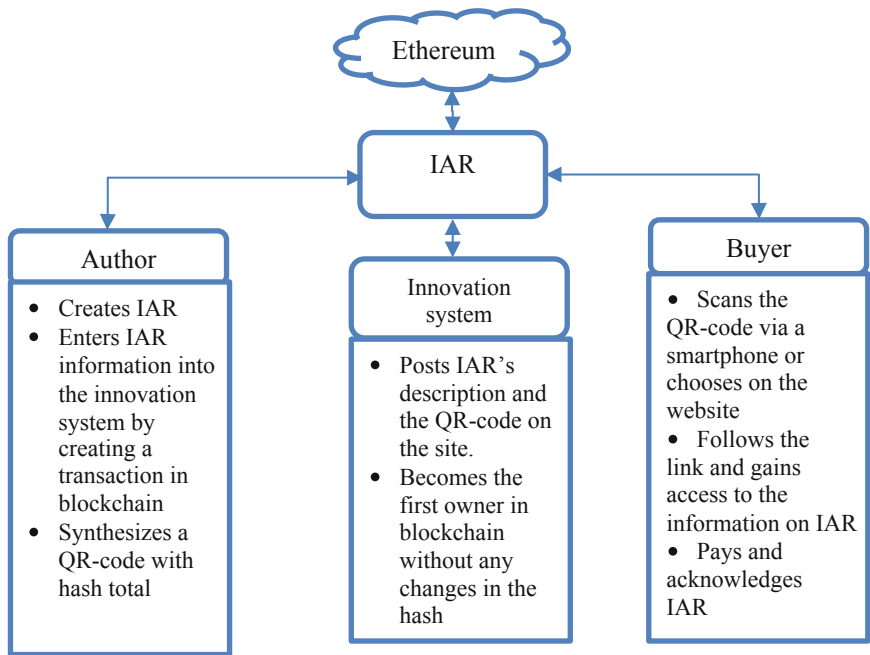 Ethereum
IAR
Author
• Creates IAR
• Enters IAR
information into
the innovation
system by
creating a
transaction in
blockchain
• Synthesizes a
QR-code with
hash total
Innovation
system
• Posts IAR’s
description and
the QR-code on
the site.
• Becomes the
first owner in
blockchain
without any
changes in the
hash
Buyer
• Scans the
QR-code via a
smartphone or
chooses on the
website
• Follows the
link and gains
access to the
information on IAR
• Pays and
acknowledges
IAR